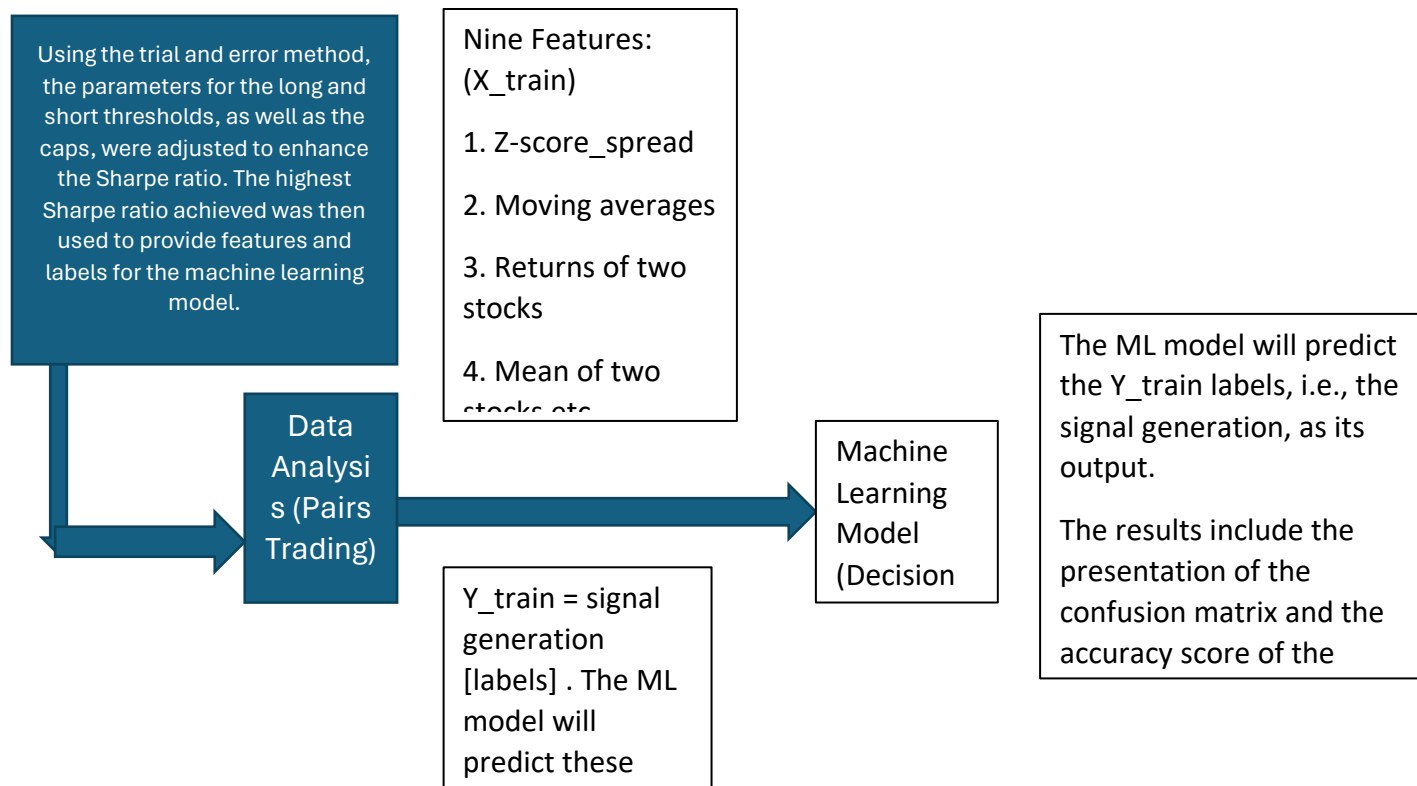 Using the trial and error method,
the parameters for the long and
short thresholds, as well as the
caps, were adjusted to enhance
the Sharpe ratio. The highest
Sharpe ratio achieved was then
used to provide features and
labels for the machine learning
model.
Nine Features:
(X_train)
1. Z-score_spread
2. Moving averages
3. Returns of two
stocks
4. Mean of two
stocks etc
Data
Analysi
s (Pairs
Trading)
Y_train = signal
generation
[labels] . The ML
model will
predict these
Machine
Learning
Model
(Decision
The ML model will predict
the Y_train labels, i.e., the
signal generation, as its
output.
The results include the
presentation of the
confusion matrix and the
accuracy score of the